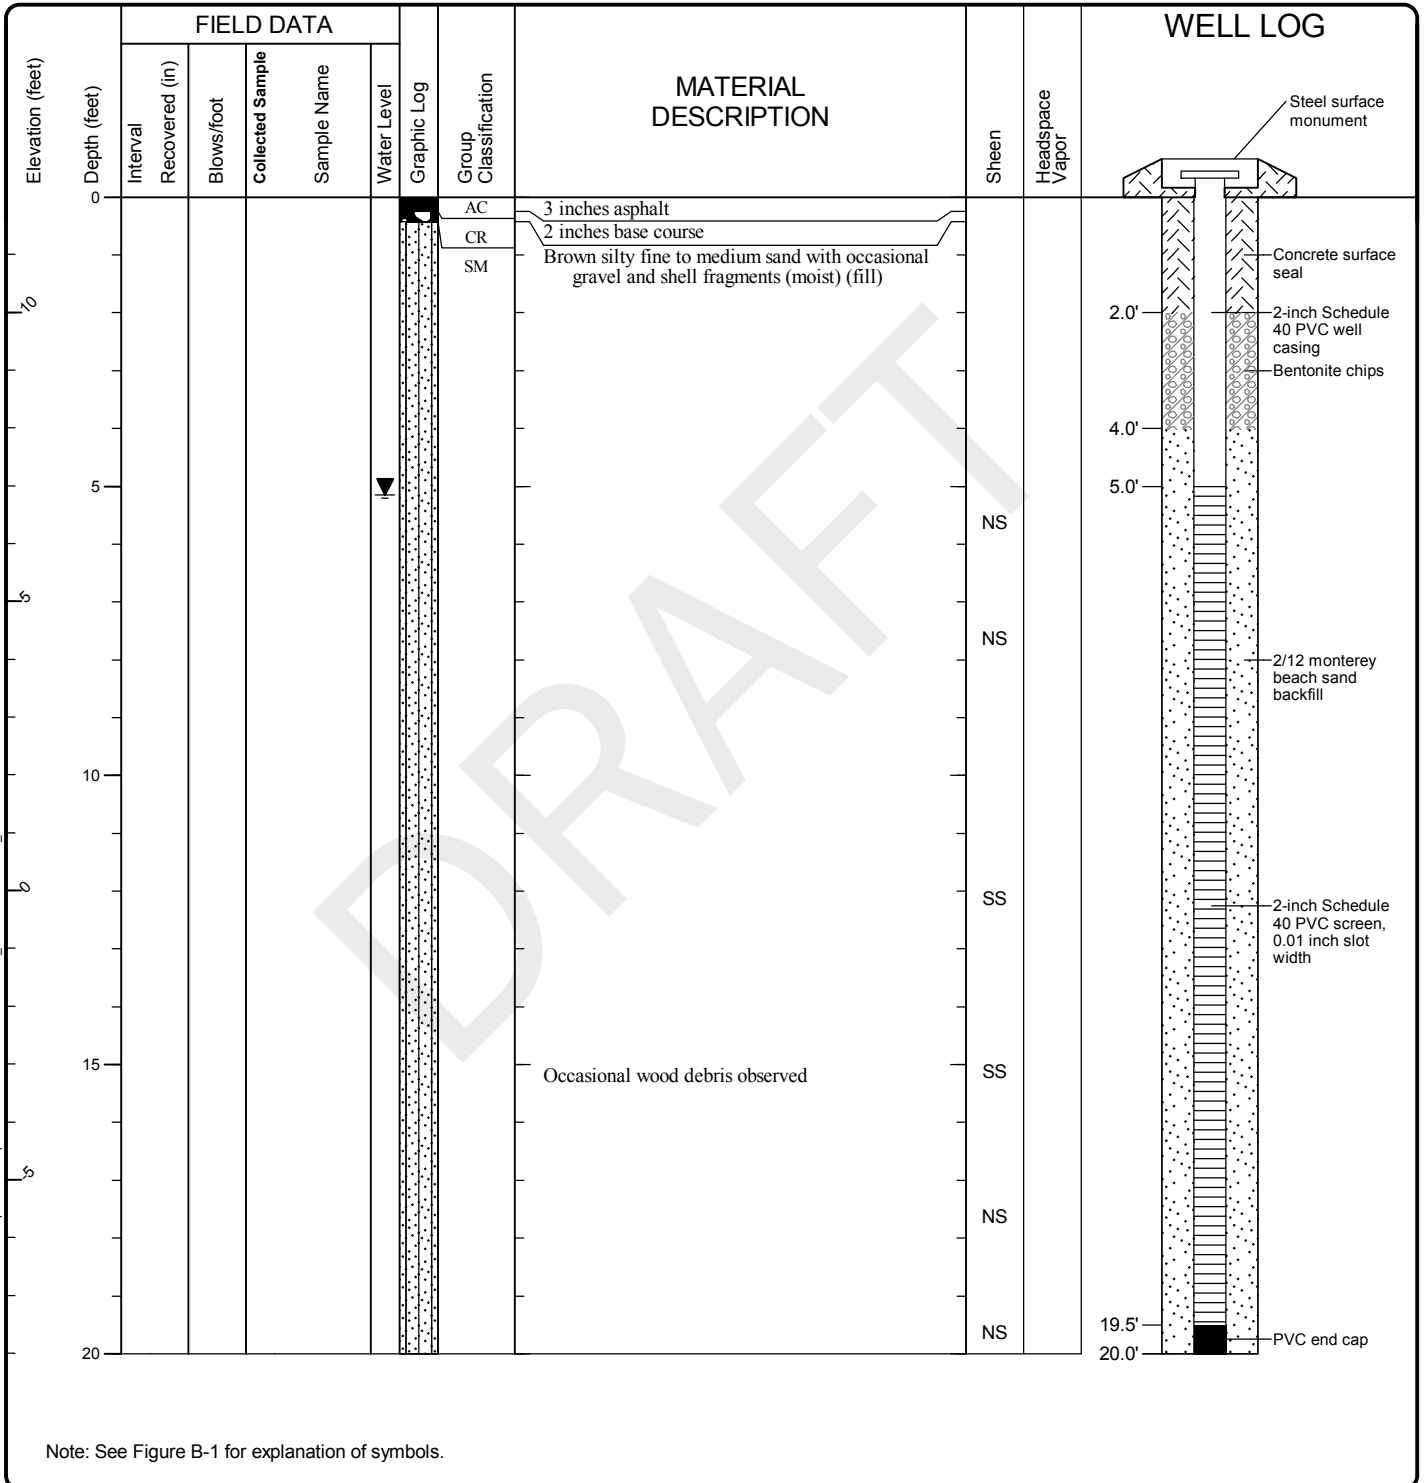 FIELD DATA
WELL LOG
Elevation (feet)
Depth (feet)
Interval
Recovered (in)
Blows/foot
Collected Sample
Sample Name
Water Level
Graphic Log
Group
Classification
MATERIAL
DESCRIPTION
Sheen
Headspace
Vapor
Steel surface
monument
0
AC
3 inches asphalt
CR
2 inches base course
SM
Brown silty fine to medium sand with occasional
gravel and shell fragments (moist) (fill)
Concrete surface
seal
10
2.0'
2-inch Schedule
40 PVC well
casing
Bentonite chips
4.0'
5
5.0'
NS
5
NS
2/12 monterey
beach sand
backfill
10
0
SS
2-inch Schedule
40 PVC screen,
0.01 inch slot
width
15
Occasional wood debris observed
SS
-5
NS
19.5'
NS
PVC end cap
20
20.0'
DRAFT
Note: See Figure B-1 for explanation of symbols.